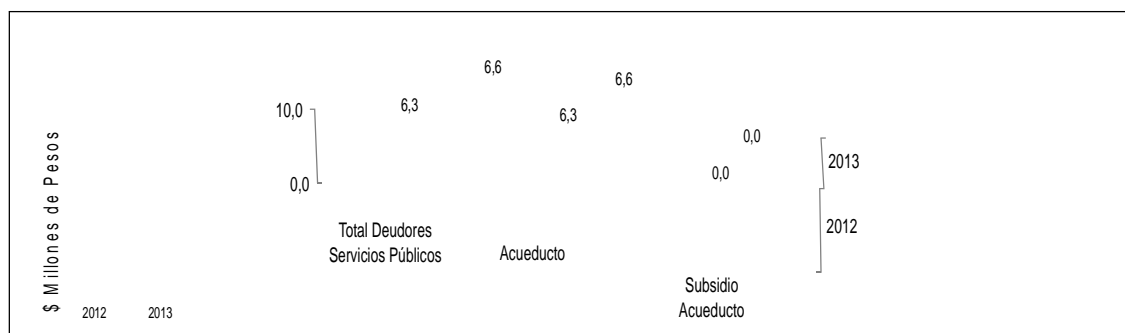 6,6
6,6
6,3
6,3
10,0
0,0
0,0
0,0
2013
2012
Total Deudores
Servicios Públicos
Acueducto
Subsidio
Acueducto
$ Millones de Pesos
2012
2013